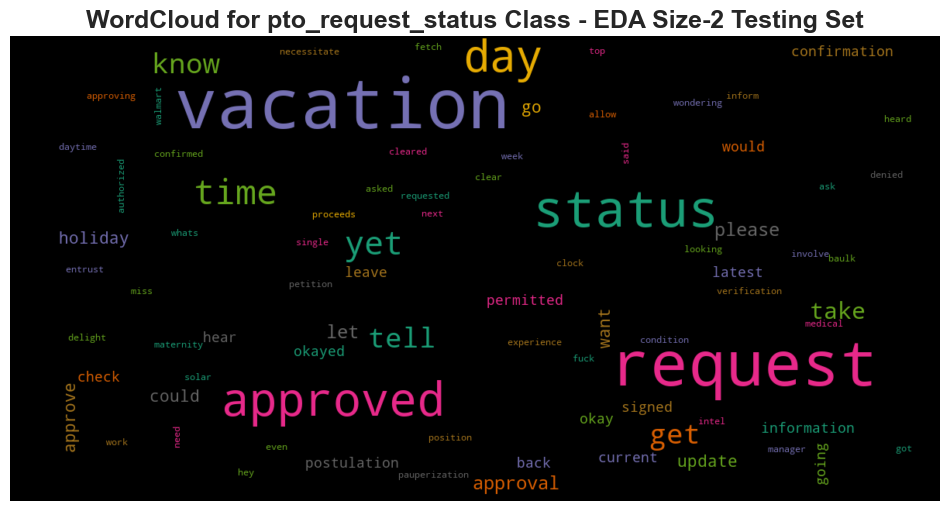 WordCloud for pto_request_status Class - EDA Size-2 Testing Set
necessitate
fetch
top
confirmation
know
day
vacation
go
approving
walmart
wondering
inform
allow
heard
daytime
confirmed
cleared
week
said
would
authorized
time
asked
requested
clear
ask
denied
proceeds
next
status
please
holiday
whats
single
yet
looking
involve
baulk
entrust
leave
clock
latest
petition
miss
permitted
verification
take
medical
delight
maternity
hear
let
tell
okayed
experience
fuck
want
condition
request
check
solar
could
approved
approve
signed
okay
intel
information
get
work
need
even
position
manager
got
going
hey
postulation
pauperization
back
current
update
approval